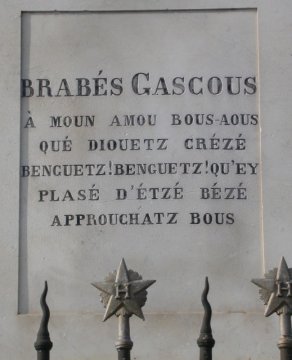 BRABÉS GASCOUS
À MOUN AMOU BOUS-AOUS
QUÉ DIOUETZ CRÉZÉ
BENGUETZ! BENGUETZ! QU'EY
PLASÉ D'ÉTZÉ BÉZÉ
APPROUCHATZ BOUS
H
H